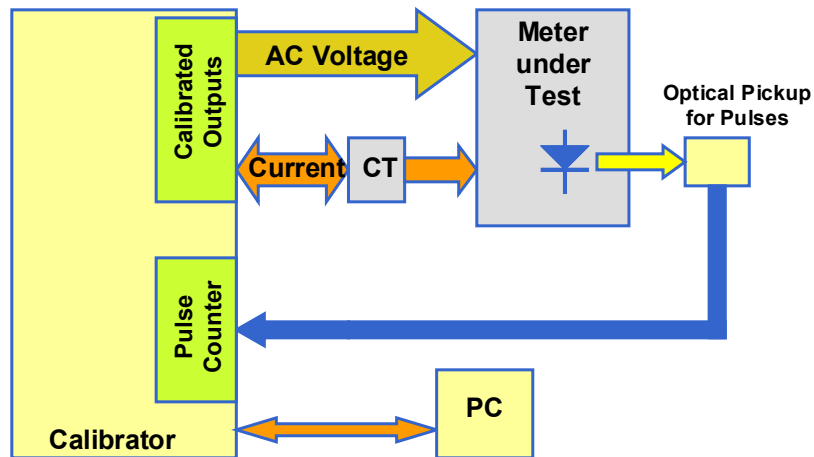 Calibrated
Outputs
AC Voltage
Meter
under
Test
Optical Pickup
for Pulses
Current
CT
Pulse
Counter
PC
Calibrator